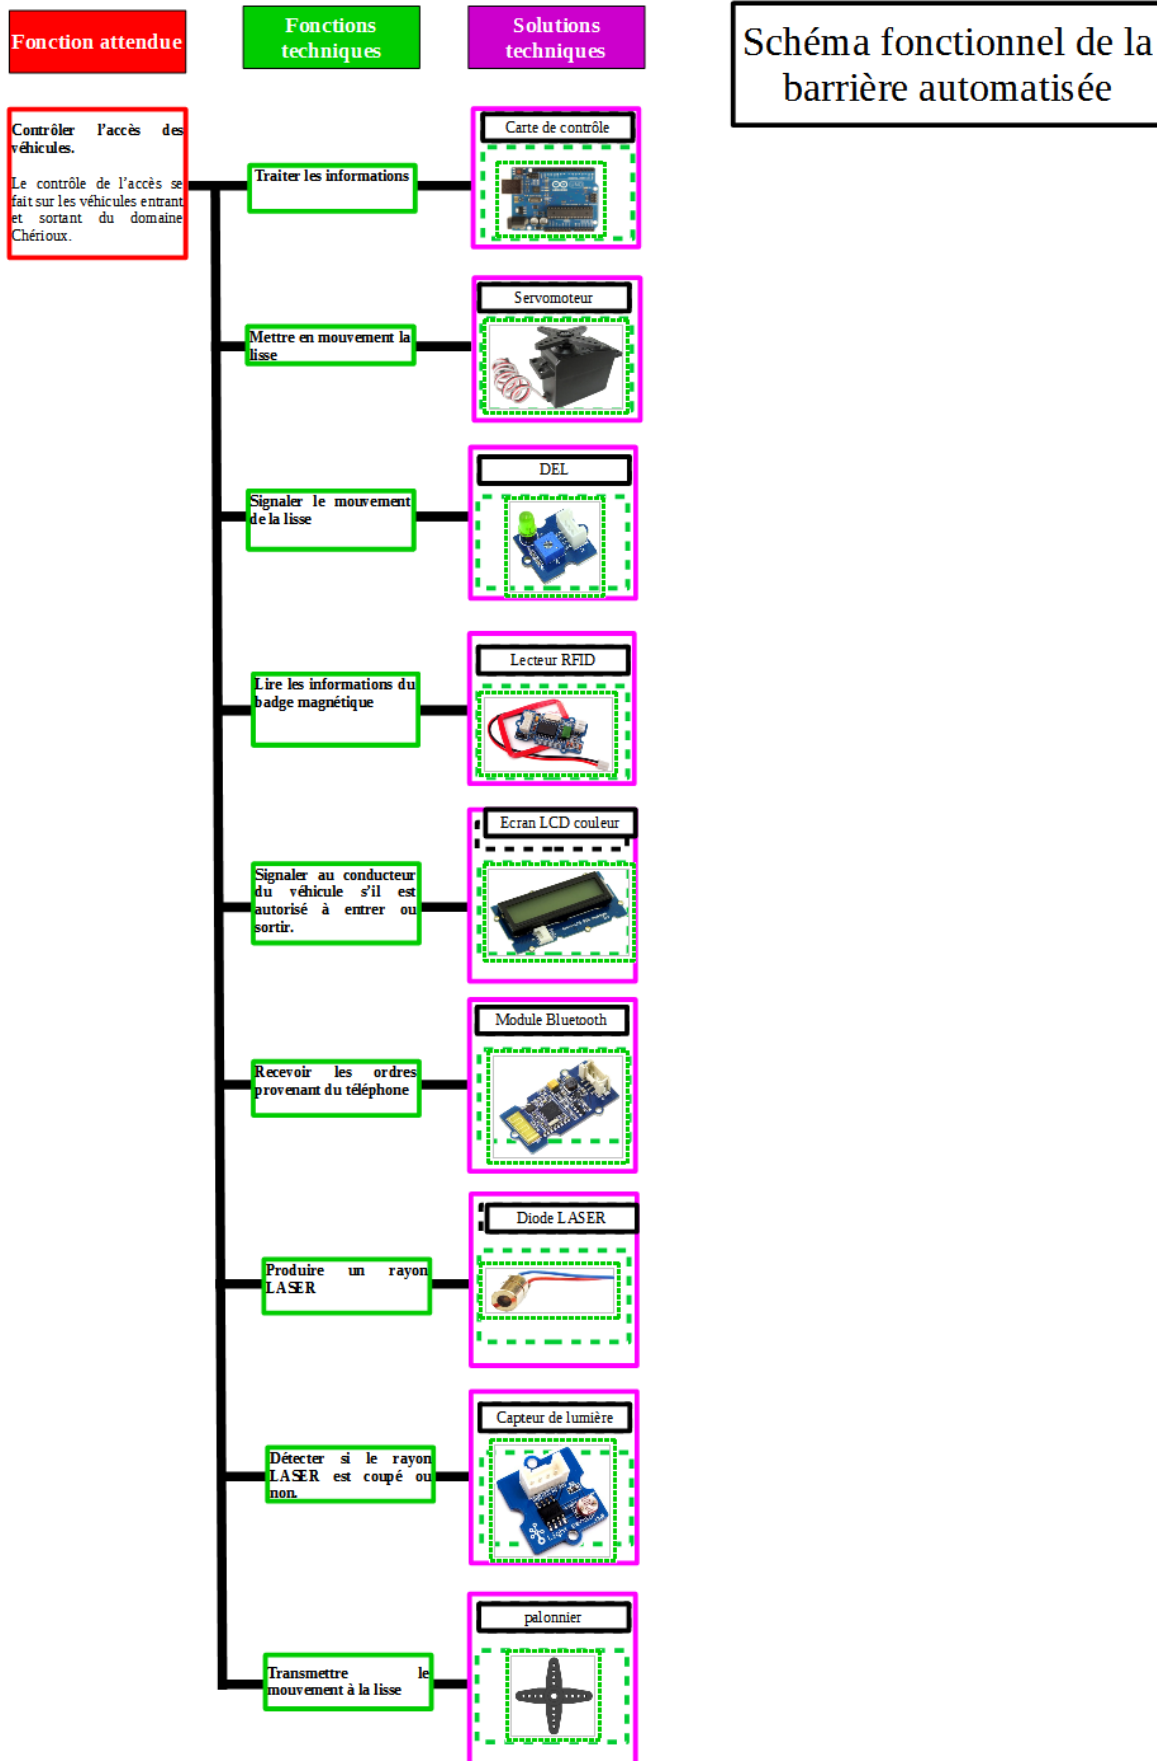 Fonction attendue
Fonctions
techniques
Solutions
techniques
Schéma fonctionnel de la
barrière automatisée
Contrôler l'accès des
véhicules.
Le contrôle de l'accès se
fait sur les véhicules entrant
et sortant du domaine
Chérioux.
Traiter les informations
Carte de contrôle
Mettre en mouvement la
lisse
Servomoteur
Signaler le mouvement
de la lisse
DEL
Lire les informations du
badge magnétique
Lecteur RFID
Signaler au conducteur
du véhicule s'il est
autorisé à entrer ou
sortir.
Ecran LCD couleur
Recevoir les ordres
provenant du téléphone
Module Bluetooth
Produire un rayon
LASER
Diode LASER
Détecter si le rayon
LASER est coupé ou
non.
Capteur de lumière
Transmettre le
mouvement à la lisse
palonnier